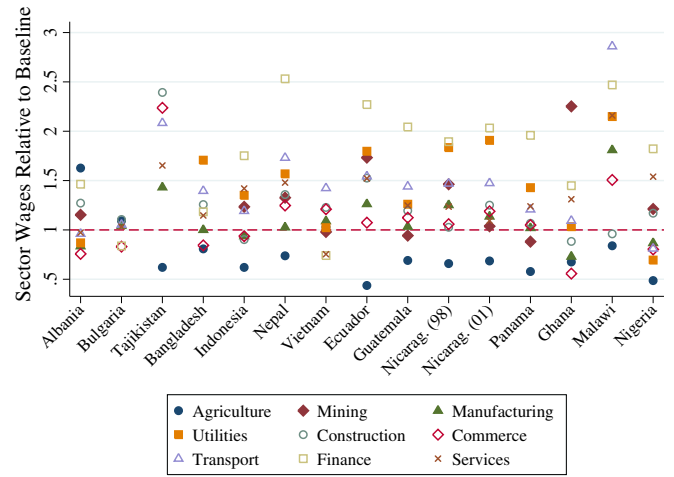 Sector Wages Relative to Baseline
3
2.5
2
1.5
1
.5
Albania
Bulgaria
Tajikistan
Bangladesh
Indonesia
Nepal
Vietnam
Ecuador
Guatemala
Nicarag. (98)
Nicarag. (01)
Panama
Ghana
Malawi
Nigeria
Agriculture Mining Manufacturing
Utilities Construction Commerce
Transport Finance Services